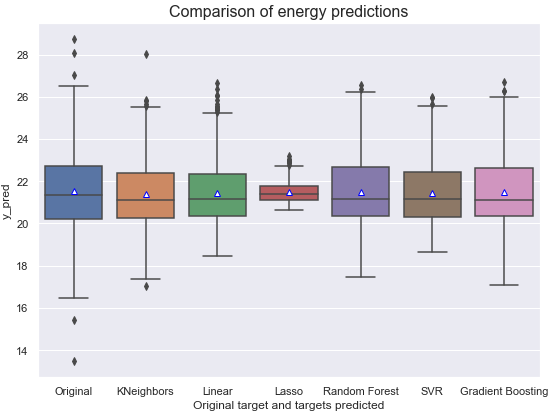 Comparison of energy predictions
28
26
24
22
20
18
16
14
y_pred
Original KNeighbors Linear Lasso Random Forest SVR Gradient Boosting
Original target and targets predicted